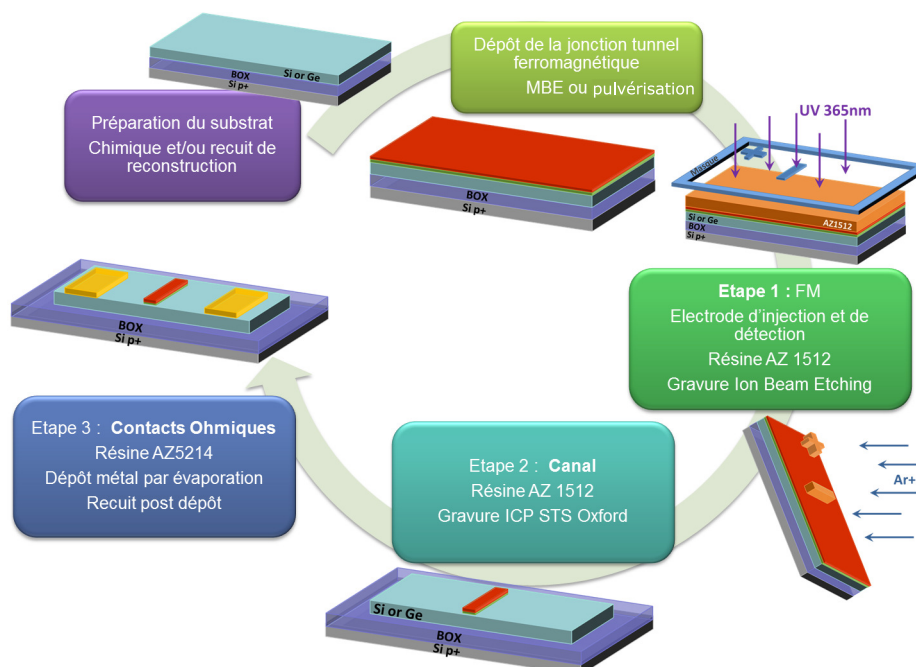 Si or Ge
BOX
Si p+
Préparation du substrat
Chimique et/ou recuit de
reconstruction
Dépôt de la jonction tunnel
ferromagnétique
MBE ou pulvérisation
BOX
Si p+
UV 365nm
Masque
AZ1512
Si or Ge
BOX
Si p+
Etape 1 : FM
Electrode d'injection et de
détection
Résine AZ 1512
Gravure Ion Beam Etching
Ar+
Etape 2 : Canal
Résine AZ 1512
Gravure ICP STS Oxford
Si or Ge
BOX
Si p+
Etape 3 : Contacts Ohmiques
Résine AZ5214
Dépôt métal par évaporation
Recuit post dépôt
BOX
Si p+